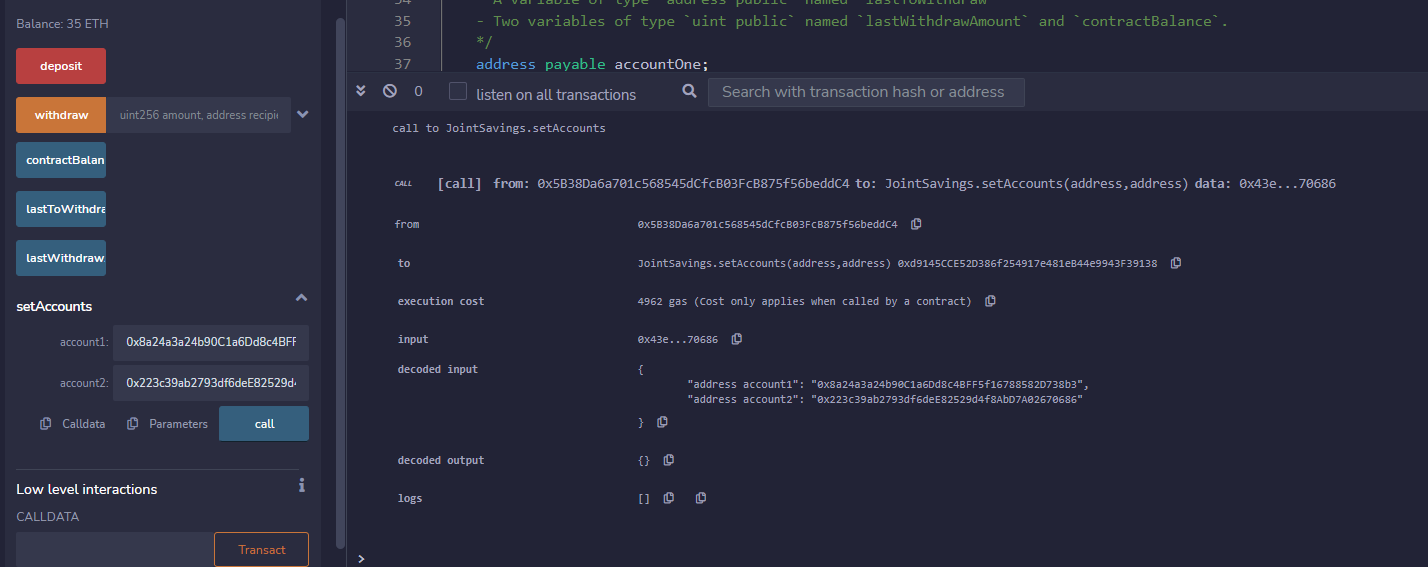 Balance: 35 ETH
deposit
withdraw
uint256 amount, address recipie
contractBalan
lastToWithdra
lastWithdraw
setAccounts
account1: 0x8a24a3a24b90C1a6Dd8c4BFF
account2: 0x223c39ab2793df6deE82529d4
Calldata Parameters call
Low level interactions
CALLDATA
Transact
34 - A variable of type `address public` named `lastToWithdraw`
35 - Two variables of type `uint public` named `lastWithdrawAmount` and `contractBalance`.
36 */
37 address payable accountOne;
0 listen on all transactions Search with transaction hash or address
call to JointSavings.setAccounts
CALL [call] from: 0x5B38Da6a701c568545dCfcB03FcB875f56beddC4 to: JointSavings.setAccounts(address,address) data: 0x43e...70686
from 0x5B38Da6a701c568545dCfcB03FcB875f56beddC4
to JointSavings.setAccounts(address,address) 0xd9145CCE52D386f254917e481eB44e9943F39138
execution cost 4962 gas (Cost only applies when called by a contract)
input 0x43e...70686
decoded input {
"address account1": "0x8a24a3a24b90C1a6Dd8c4BFF5f16788582D738b3",
"address account2": "0x223c39ab2793df6deE82529d4f8AbD7A02670686"
}
decoded output {}
logs []
>